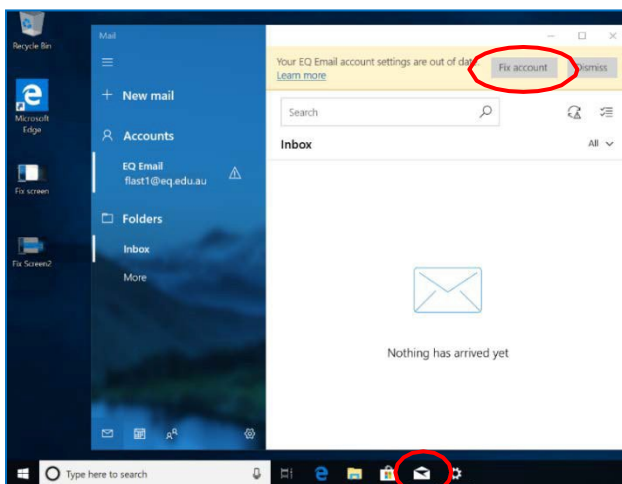 Recycle Bin
Microsoft
Edge
Fix screen
Fix Screen2
Mail
New mail
Accounts
EQ Email
flast1@eq.edu.au
Folders
Inbox
More
Your EQ Email account settings are out of date.
Learn more
Fix account
Dismiss
Search
Inbox
All
Nothing has arrived yet
Type here to search